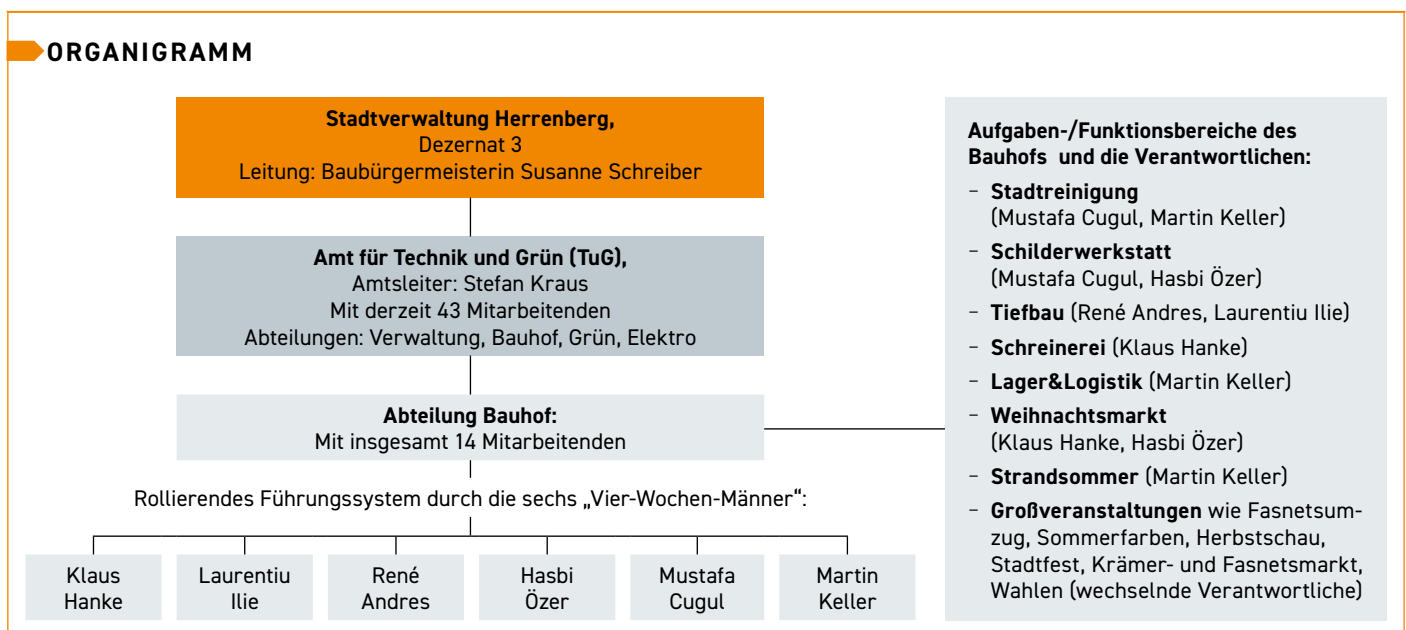 ORGANIGRAMM
Stadtverwaltung Herrenberg,
Dezernat 3
Leitung: Baubürgermeisterin Susanne Schreiber
Amt für Technik und Grün (TuG),
Amtsleiter: Stefan Kraus
Mit derzeit 43 Mitarbeitenden
Abteilungen: Verwaltung, Bauhof, Grün, Elektro
Abteilung Bauhof:
Mit insgesamt 14 Mitarbeitenden
Rollierendes Führungssystem durch die sechs „Vier-Wochen-Männer“:
Klaus
Hanke
Laurentiu
Ilie
René
Andres
Hasbi
Özer
Mustafa
Cugul
Martin
Keller
Aufgaben-/Funktionsbereiche des
Bauhofs und die Verantwortlichen:
– Stadtreinigung
(Mustafa Cugul, Martin Keller)
– Schilderwerkstatt
(Mustafa Cugul, Hasbi Özer)
– Tiefbau (René Andres, Laurentiu Ilie)
– Schreinerei (Klaus Hanke)
– Lager&Logistik (Martin Keller)
– Weihnachtsmarkt
(Klaus Hanke, Hasbi Özer)
– Strandsommer (Martin Keller)
– Großveranstaltungen wie Fasnetsum-
zug, Sommerfarben, Herbstschau,
Stadtfest, Krämer- und Fasnetsmarkt,
Wahlen (wechselnde Verantwortliche)